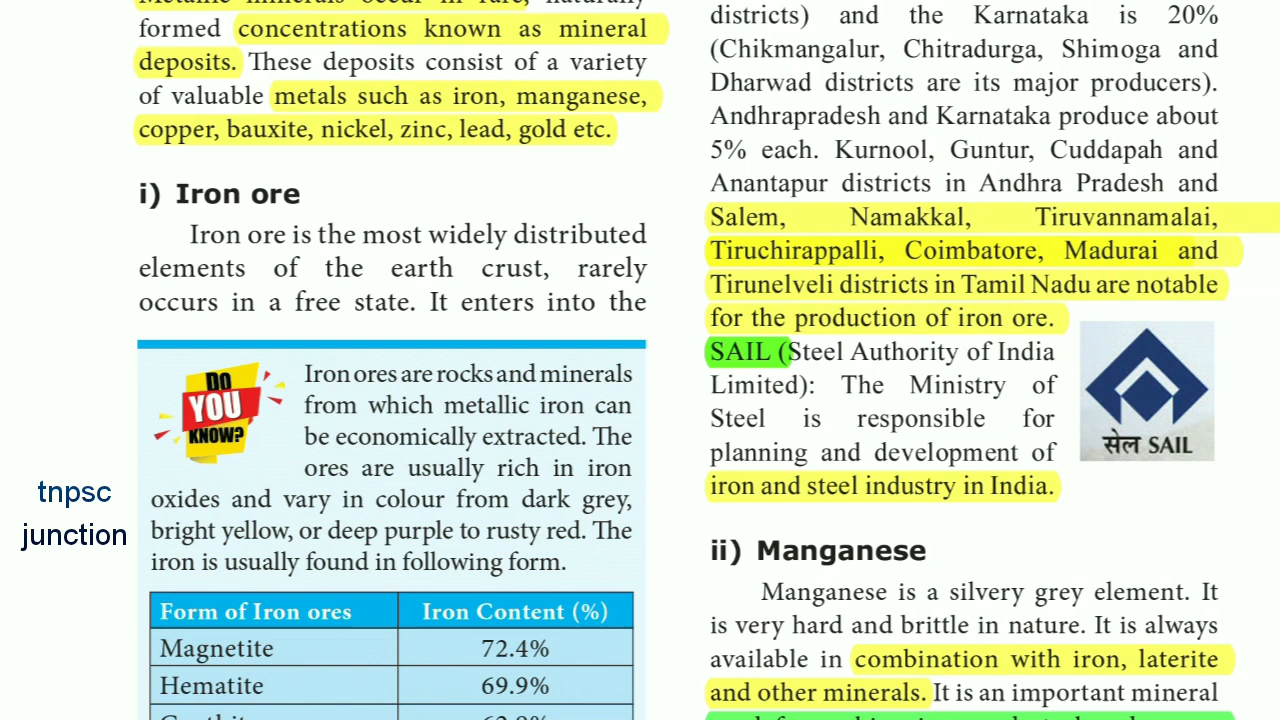 Metallic minerals occur in rare, naturally
formed concentrations known as mineral
deposits. These deposits consist of a variety
of valuable metals such as iron, manganese,
copper, bauxite, nickel, zinc, lead, gold etc.
i) Iron ore
Iron ore is the most widely distributed
elements of the earth crust, rarely
occurs in a free state. It enters into the
DO
YOU
KNOW?
Iron ores are rocks and minerals
from which metallic iron can
be economically extracted. The
ores are usually rich in iron
oxides and vary in colour from dark grey,
bright yellow, or deep purple to rusty red. The
iron is usually found in following form.
Form of Iron ores Iron Content (%)
Magnetite 72.4%
Hematite 69.9%
tnpsc
junction
districts) and the Karnataka is 20%
(Chikmangalur, Chitradurga, Shimoga and
Dharwad districts are its major producers).
Andhrapradesh and Karnataka produce about
5% each. Kurnool, Guntur, Cuddapah and
Anantapur districts in Andhra Pradesh and
Salem, Namakkal, Tiruvannamalai,
Tiruchirappalli, Coimbatore, Madurai and
Tirunelveli districts in Tamil Nadu are notable
for the production of iron ore.
SAIL (Steel Authority of India
Limited): The Ministry of
Steel is responsible for
planning and development of
iron and steel industry in India.
सेल SAIL
ii) Manganese
Manganese is a silvery grey element. It
is very hard and brittle in nature. It is always
available in combination with iron, laterite
and other minerals. It is an important mineral